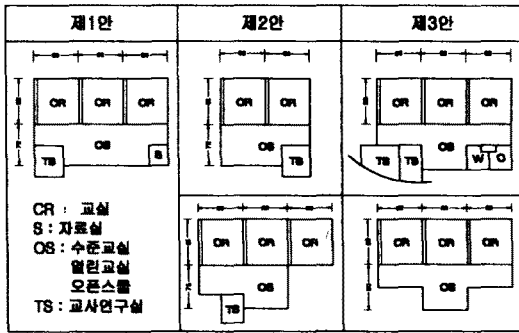 제1안
제2안
제3안
CR CR CR
OS
TS
S
CR CR
OS
TS
CR CR CR
OS
TS TS W O
CR : 교실
S : 자료실
OS : 수준교실
열린교실
오픈스쿨
TS : 교사연구실
CR CR CR
OS
TS
CR CR CR
OS